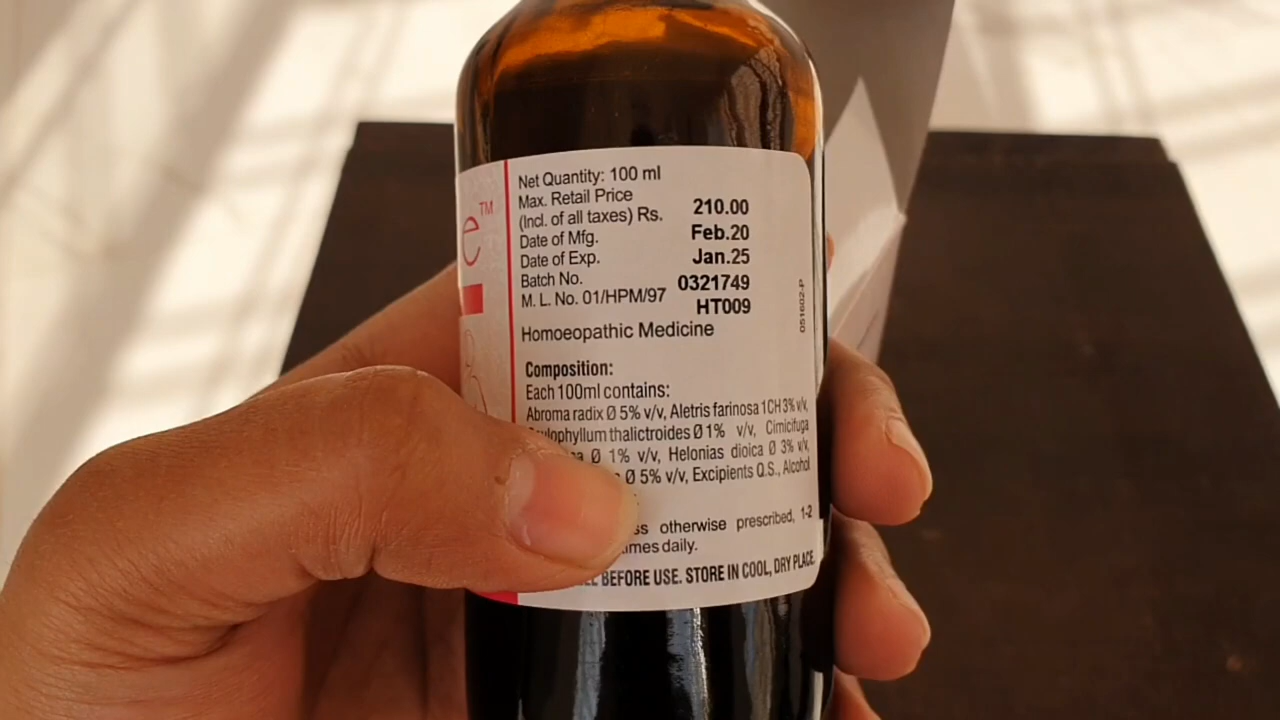 e™
Net Quantity: 100 ml
Max. Retail Price
(Incl. of all taxes) Rs. 210.00
Date of Mfg. Feb.20
Date of Exp. Jan.25
Batch No. 0321749
M. L. No. 01/HPM/97 HT009
Homoeopathic Medicine
051602-P
Composition:
Each 100ml contains:
Abroma radix Ø 5% v/v, Aletris farinosa 1CH 3% v/v,
thalictroides Ø 1% v/v, Cimicifuga
Ø 1% v/v, Helonias dioica Ø 3% v/v,
Ø 5% v/v, Excipients Q.S., Alcohol
otherwise prescribed, 1-2
daily.
BEFORE USE. STORE IN COOL, DRY PLACE.